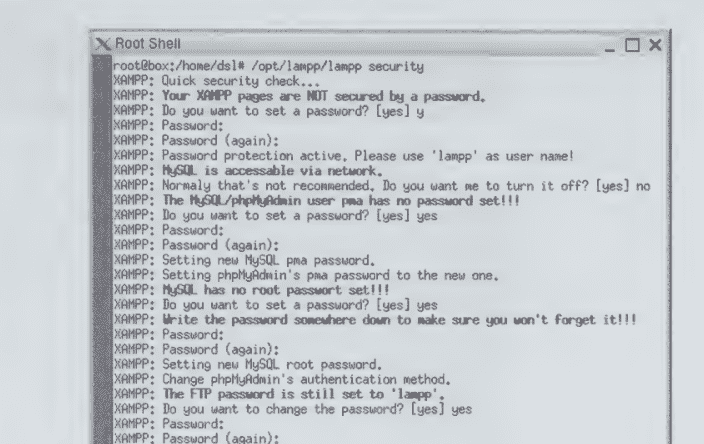 Root Shell
root@box:/home/dsl# /opt/lampp/lampp security
XAMPP: Quick security check...
XAMPP: Your XAMPP pages are NOT secured by a password.
XAMPP: Do you want to set a password? [yes] y
XAMPP: Password:
XAMPP: Password (again):
XAMPP: Password protection active. Please use 'lampp' as user name!
XAMPP: MySQL is accessable via network.
XAMPP: Normaly that's not recommended. Do you want me to turn it off? [yes] no
XAMPP: The MySQL/phpMyAdmin user pma has no password set!!!
XAMPP: Do you want to set a password? [yes] yes
XAMPP: Password:
XAMPP: Password (again):
XAMPP: Setting new MySQL pma password.
XAMPP: Setting phpMyAdmin's pma password to the new one.
XAMPP: MySQL has no root passwort set!!!
XAMPP: Do you want to set a password? [yes] yes
XAMPP: Write the password somewhere down to make sure you won't forget it!!!
XAMPP: Password:
XAMPP: Password (again):
XAMPP: Setting new MySQL root password.
XAMPP: Change phpMyAdmin's authentication method.
XAMPP: The FTP password is still set to 'lampp'.
XAMPP: Do you want to change the password? [yes] yes
XAMPP: Password:
XAMPP: Password (again):